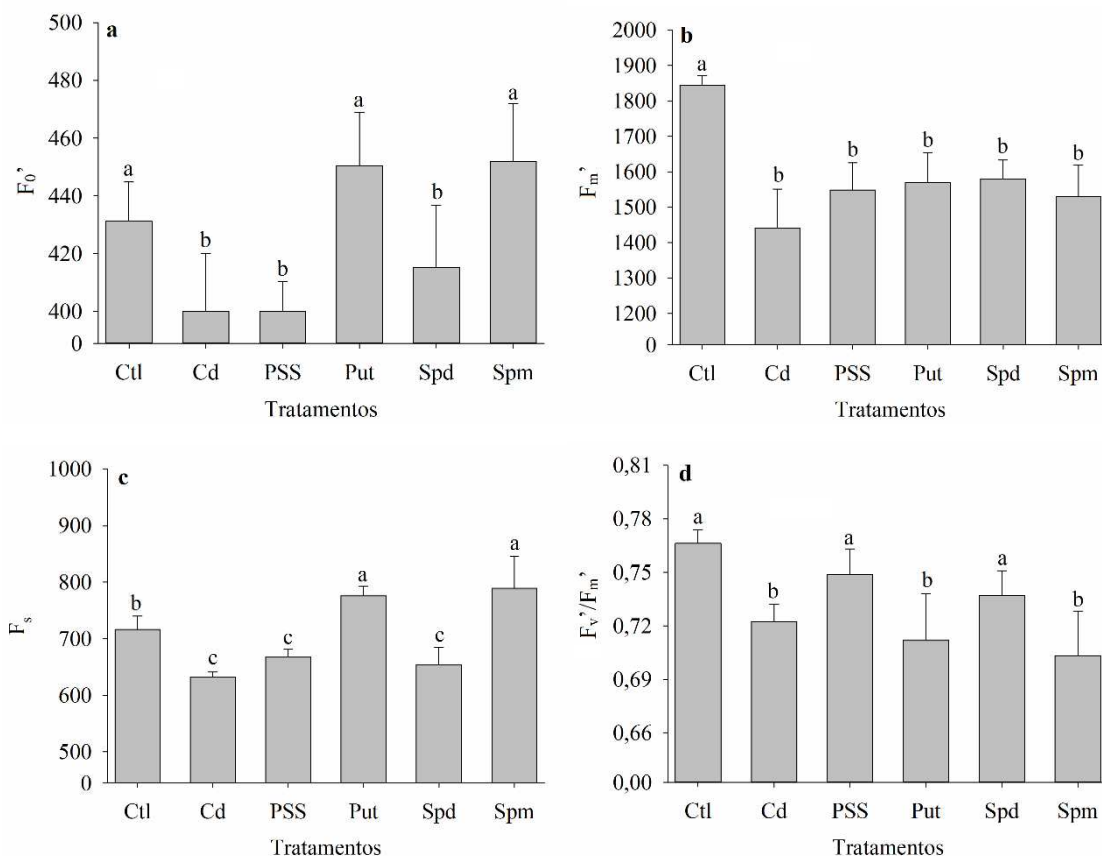 a
500
480
460
440
420
400
0
F0'
a
b
b
a
b
a
Ctl
Cd
PSS
Put
Spd
Spm
Tratamentos
b
2000
1900
1800
1700
1600
1500
1400
1300
1200
0
Fm'
a
b
b
b
b
b
Ctl
Cd
PSS
Put
Spd
Spm
Tratamentos
c
1000
900
800
700
600
500
0
Fs
b
c
c
a
c
a
Ctl
Cd
PSS
Put
Spd
Spm
Tratamentos
d
0,81
0,78
0,75
0,72
0,69
0,66
0,00
Fv'/Fm'
a
b
a
b
a
b
Ctl
Cd
PSS
Put
Spd
Spm
Tratamentos